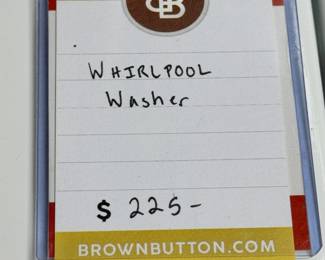 B
WHIRLPOOL
Washer
$ 225-
BROWNBUTTON.COM